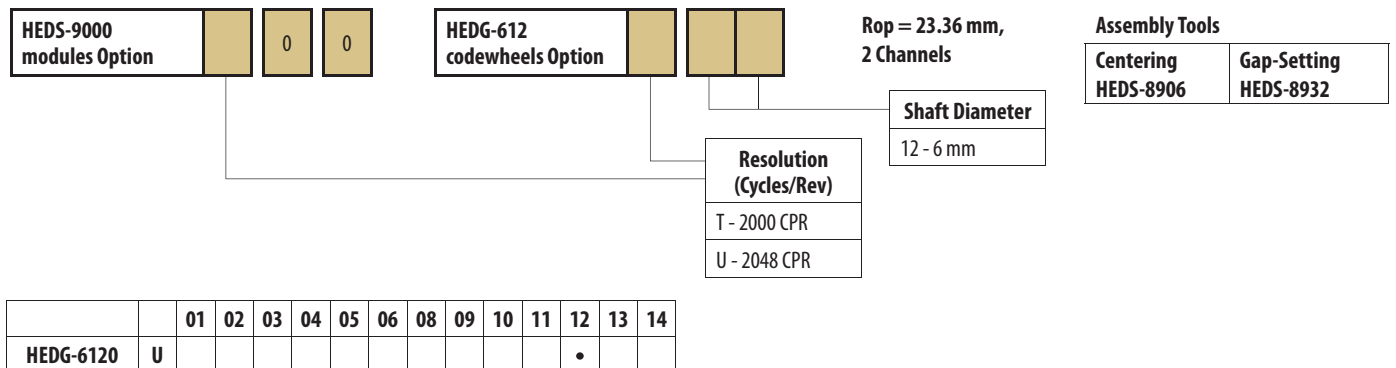 HEDS-9000
modules Option
0
0
HEDG-612
codewheels Option
Rop = 23.36 mm,
2 Channels
Assembly Tools
Centering
HEDS-8906
Gap-Setting
HEDS-8932
Shaft Diameter
12 - 6 mm
Resolution
(Cycles/Rev)
T - 2000 CPR
U - 2048 CPR
01 02 03 04 05 06 08 09 10 11 12 13 14
HEDG-6120 U •